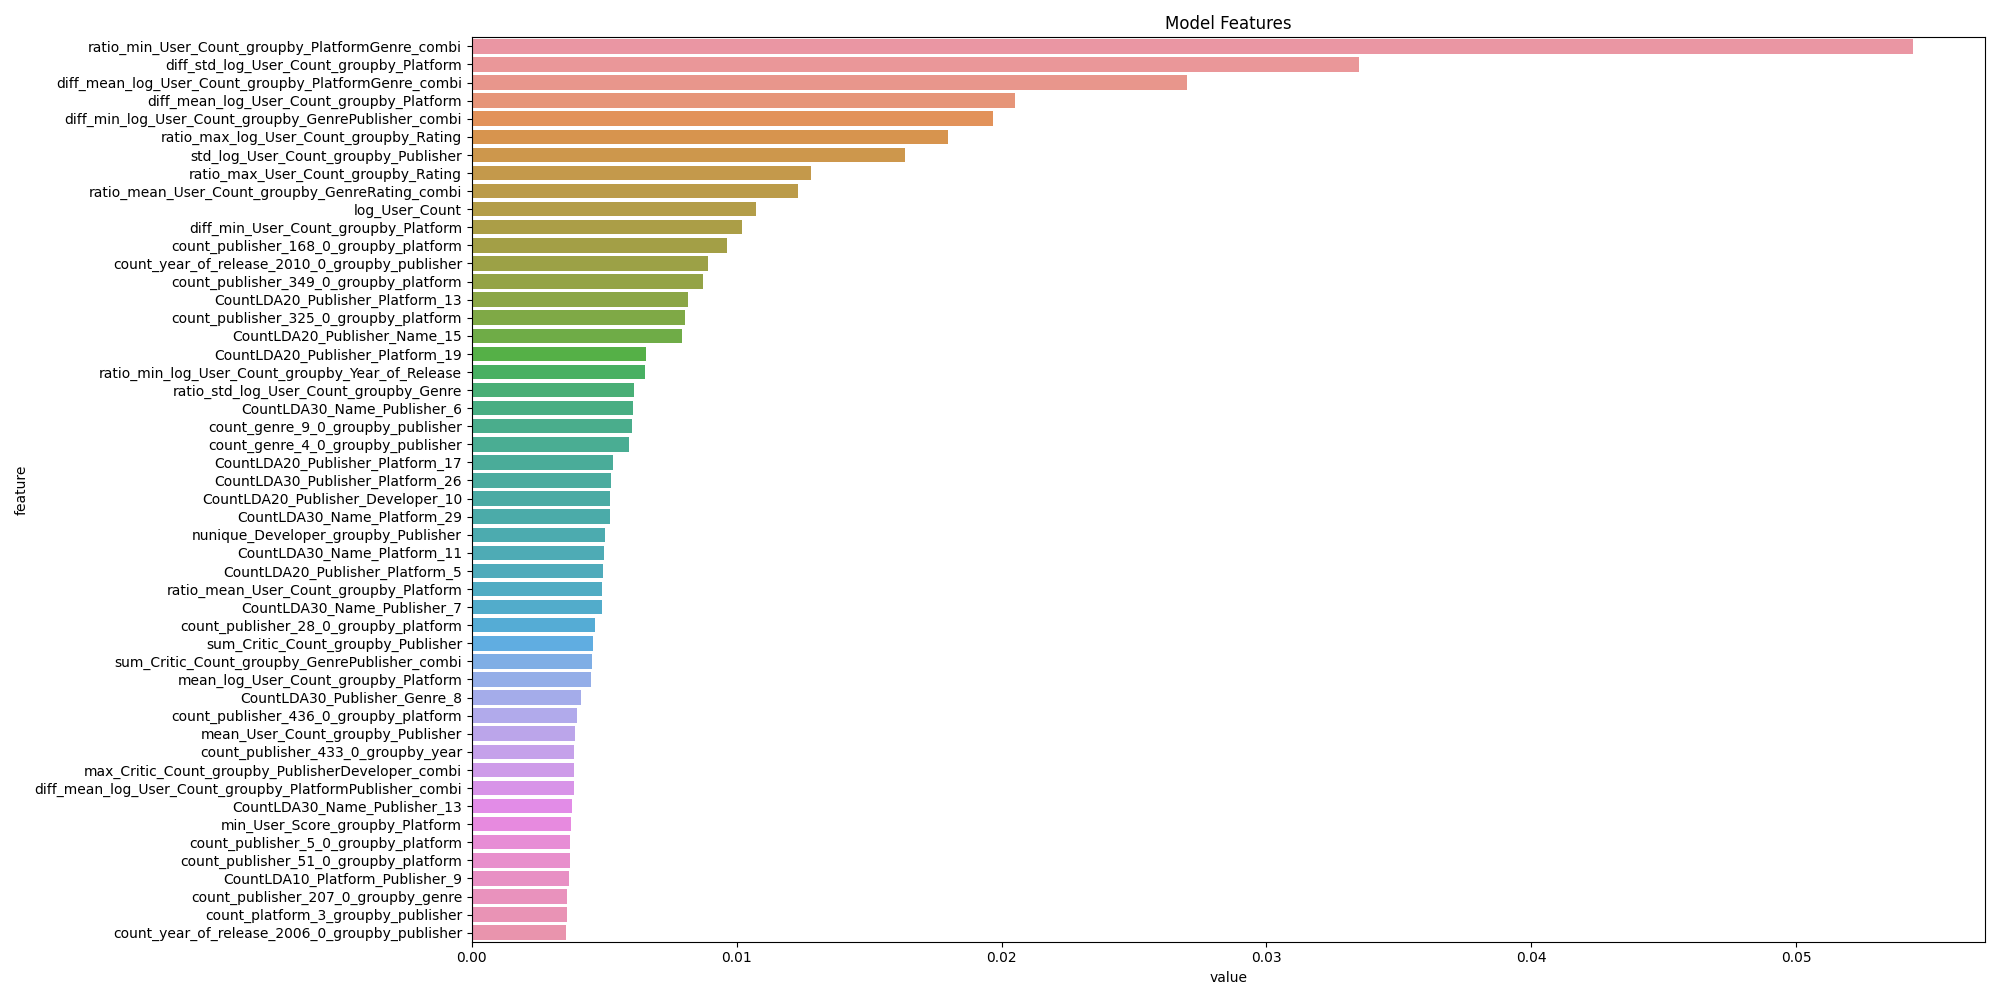 Model Features
ratio_min_User_Count_groupby_PlatformGenre_combi
diff_std_log_User_Count_groupby_Platform
diff_mean_log_User_Count_groupby_PlatformGenre_combi
diff_mean_log_User_Count_groupby_Platform
diff_min_log_User_Count_groupby_GenrePublisher_combi
ratio_max_log_User_Count_groupby_Rating
std_log_User_Count_groupby_Publisher
ratio_max_User_Count_groupby_Rating
ratio_mean_User_Count_groupby_GenreRating_combi
log_User_Count
diff_min_User_Count_groupby_Platform
count_publisher_168_0_groupby_platform
count_year_of_release_2010_0_groupby_publisher
count_publisher_349_0_groupby_platform
CountLDA20_Publisher_Platform_13
count_publisher_325_0_groupby_platform
CountLDA20_Publisher_Name_15
CountLDA20_Publisher_Platform_19
ratio_min_log_User_Count_groupby_Year_of_Release
ratio_std_log_User_Count_groupby_Genre
CountLDA30_Name_Publisher_6
count_genre_9_0_groupby_publisher
count_genre_4_0_groupby_publisher
CountLDA20_Publisher_Platform_17
CountLDA30_Publisher_Platform_26
CountLDA20_Publisher_Developer_10
CountLDA30_Name_Platform_29
nunique_Developer_groupby_Publisher
CountLDA30_Name_Platform_11
CountLDA20_Publisher_Platform_5
ratio_mean_User_Count_groupby_Platform
CountLDA30_Name_Publisher_7
count_publisher_28_0_groupby_platform
sum_Critic_Count_groupby_Publisher
sum_Critic_Count_groupby_GenrePublisher_combi
mean_log_User_Count_groupby_Platform
CountLDA30_Publisher_Genre_8
count_publisher_436_0_groupby_platform
mean_User_Count_groupby_Publisher
count_publisher_433_0_groupby_year
max_Critic_Count_groupby_PublisherDeveloper_combi
diff_mean_log_User_Count_groupby_PlatformPublisher_combi
CountLDA30_Name_Publisher_13
min_User_Score_groupby_Platform
count_publisher_5_0_groupby_platform
count_publisher_51_0_groupby_platform
CountLDA10_Platform_Publisher_9
count_publisher_207_0_groupby_genre
count_platform_3_groupby_publisher
count_year_of_release_2006_0_groupby_publisher
feature
0.00 0.01 0.02 0.03 0.04 0.05
value